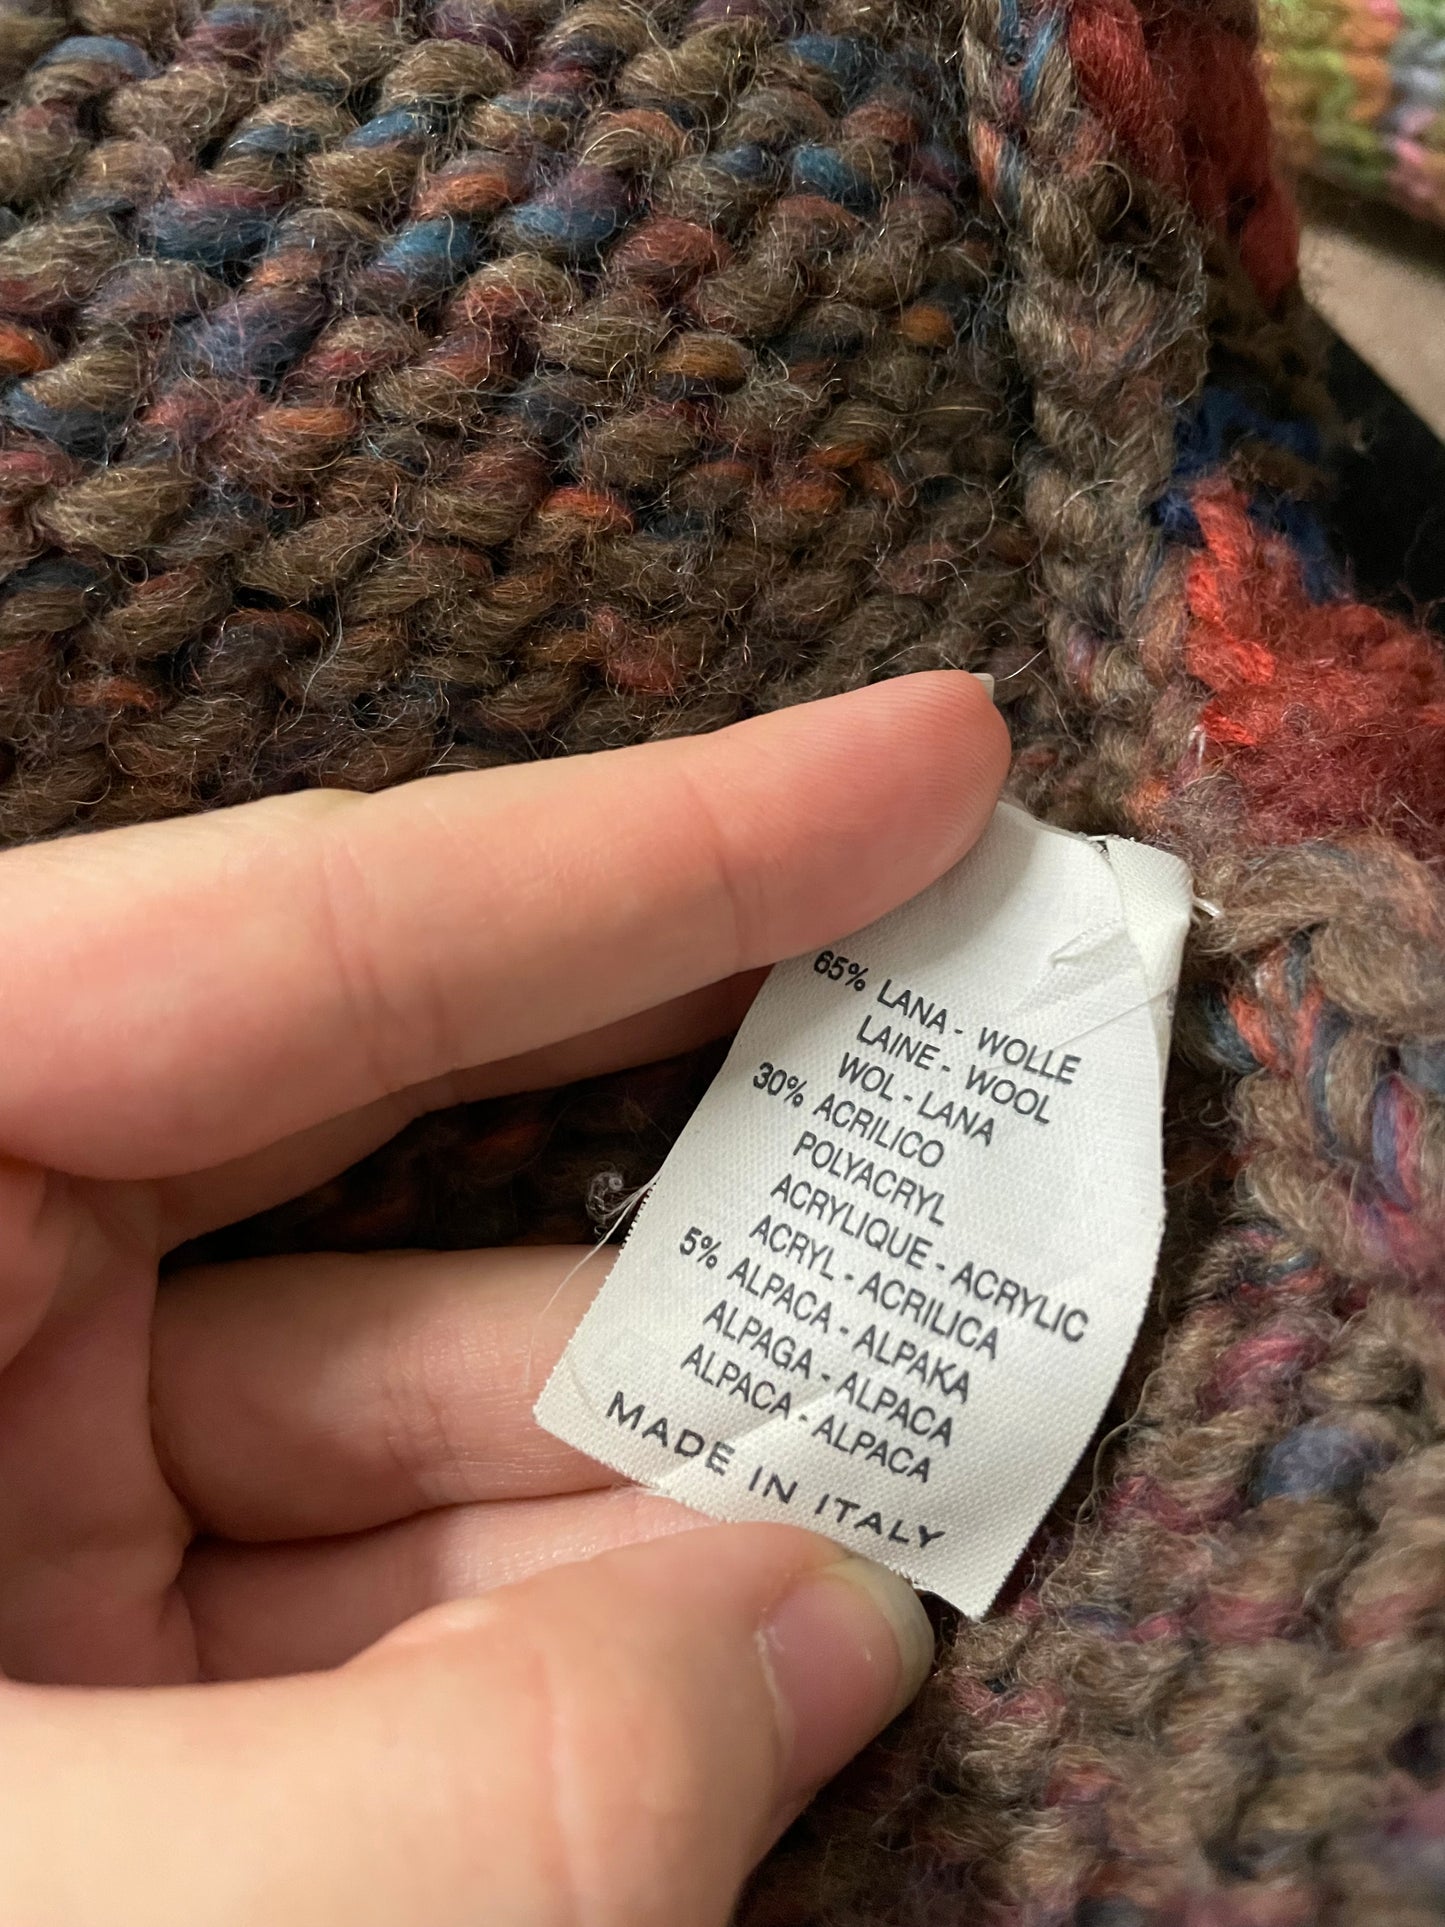 65% LANA - WOLLE
LAINE - WOOL
WOL - LANA
30% ACRILICO
POLYACRYL
ACRYLIQUE - ACRYLIC
ACRYL - ACRILICA
5% ALPACA - ALPAKA
ALPAGA - ALPACA
ALPACA - ALPACA
MADE IN ITALY